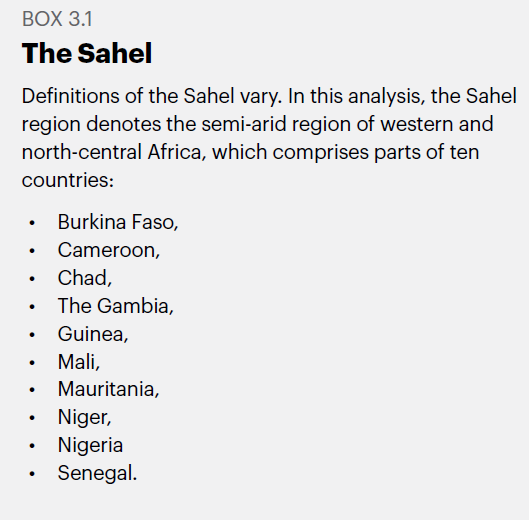 BOX 3.1
The Sahel
Definitions of the Sahel vary. In this analysis, the Sahel
region denotes the semi-arid region of western and
north-central Africa, which comprises parts of ten
countries:
• Burkina Faso,
• Cameroon,
• Chad,
• The Gambia,
• Guinea,
• Mali,
• Mauritania,
• Niger,
• Nigeria
• Senegal.